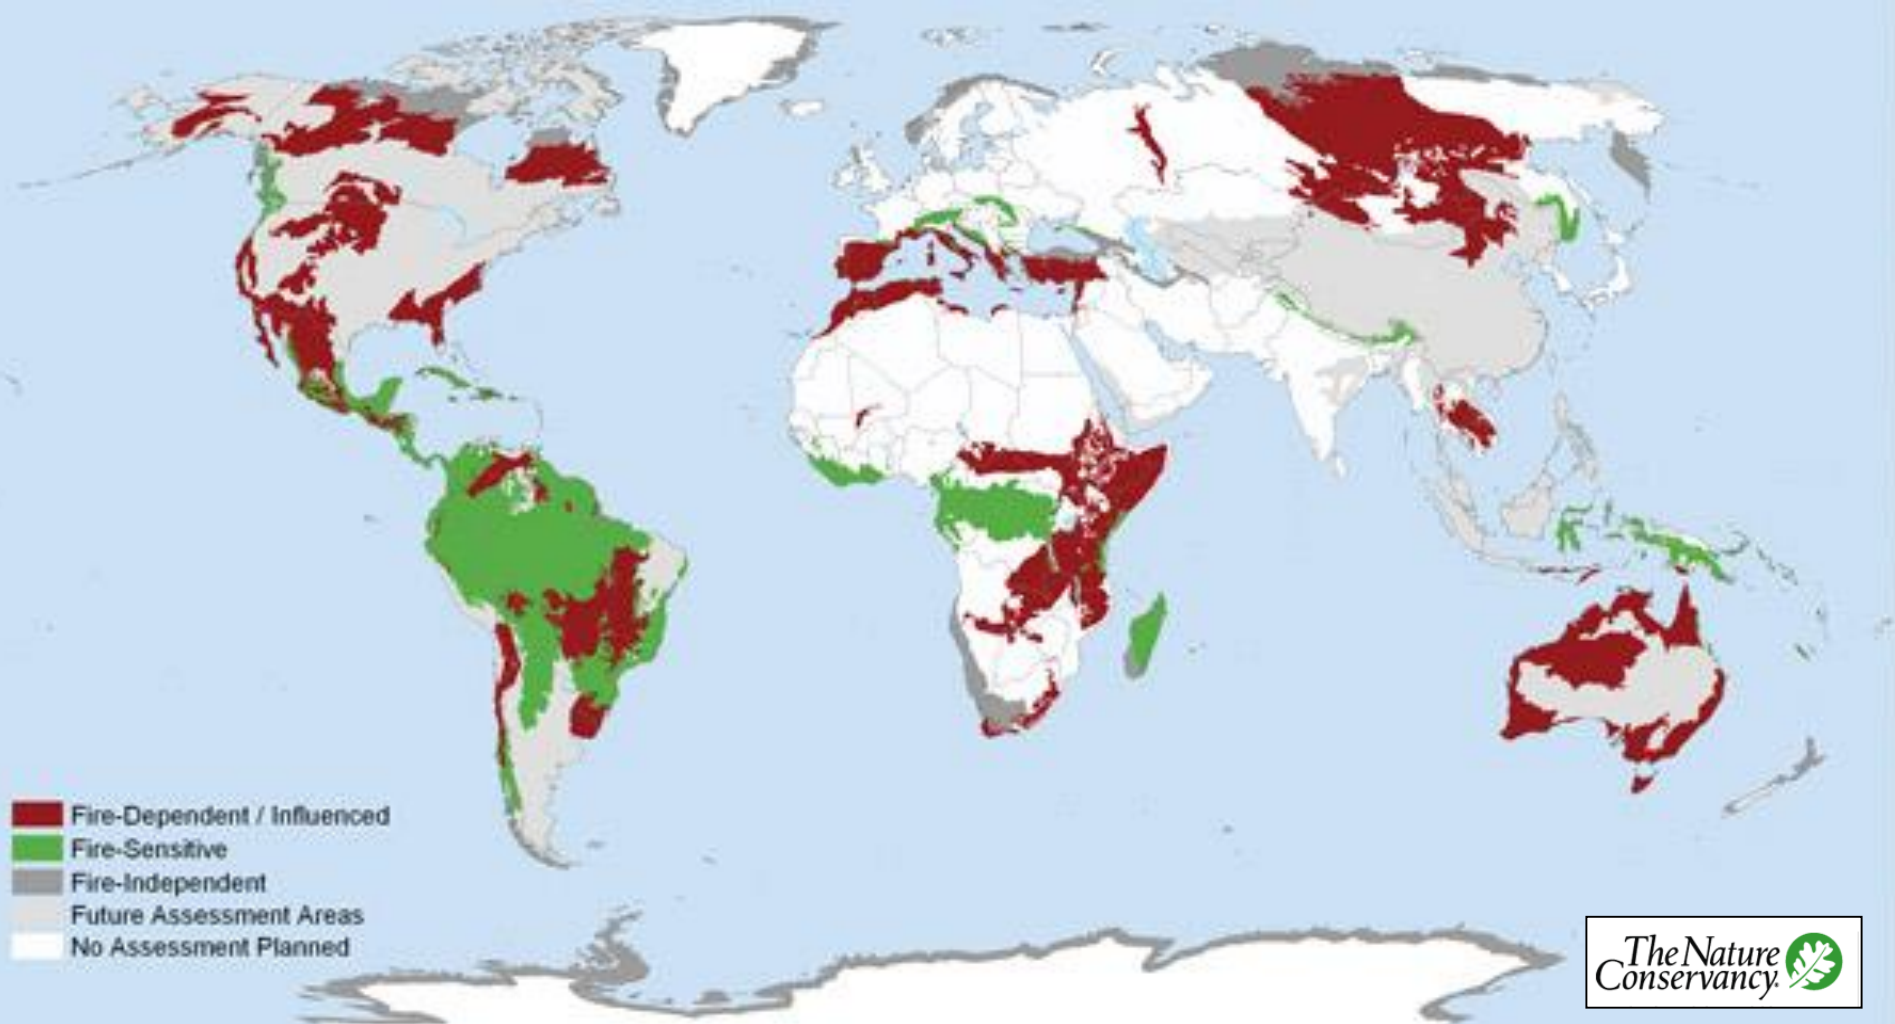 Fire-Dependent / Influenced
Fire-Sensitive
Fire-Independent
Future Assessment Areas
No Assessment Planned
The Nature
Conservancy.